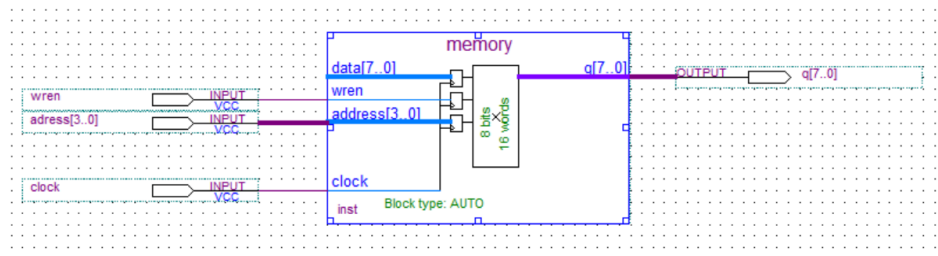 memory
data[7..0]
q[7..0]
OUTPUT
q[7..0]
wren
INPUT
VCC
wren
adress[3..0]
INPUT
VCC
address[3..0]
8 bits
16 words
clock
INPUT
VCC
clock
inst
Block type: AUTO